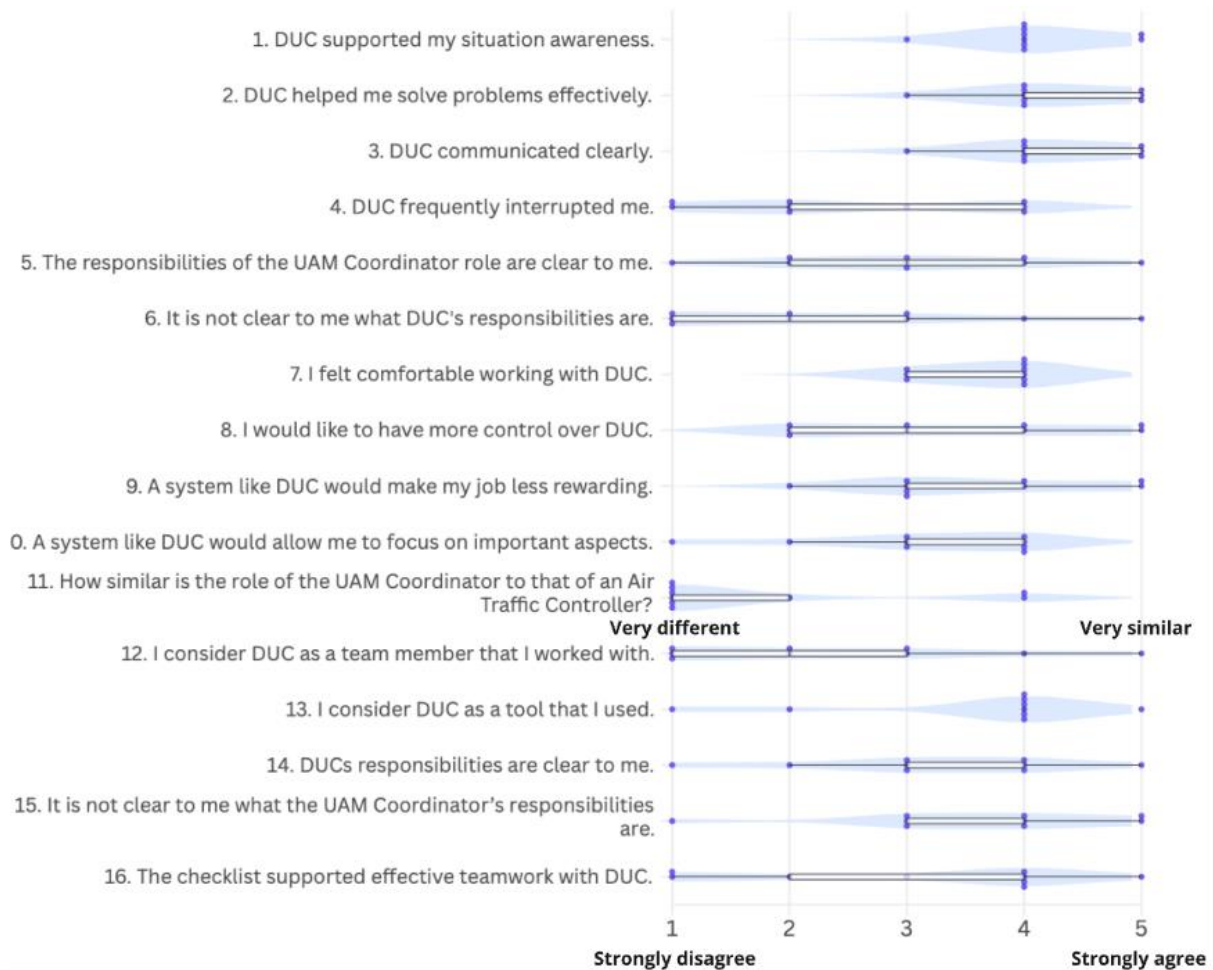 1. DUC supported my situation awareness.
2. DUC helped me solve problems effectively.
3. DUC communicated clearly.
4. DUC frequently interrupted me.
5. The responsibilities of the UAM Coordinator role are clear to me.
6. It is not clear to me what DUC's responsibilities are.
7. I felt comfortable working with DUC.
8. I would like to have more control over DUC.
9. A system like DUC would make my job less rewarding.
0. A system like DUC would allow me to focus on important aspects.
11. How similar is the role of the UAM Coordinator to that of an Air
Traffic Controller?
Very different
Very similar
12. I consider DUC as a team member that I worked with.
13. I consider DUC as a tool that I used.
14. DUCs responsibilities are clear to me.
15. It is not clear to me what the UAM Coordinator’s responsibilities
are.
16. The checklist supported effective teamwork with DUC.
1 2 3 4 5
Strongly disagree
Strongly agree